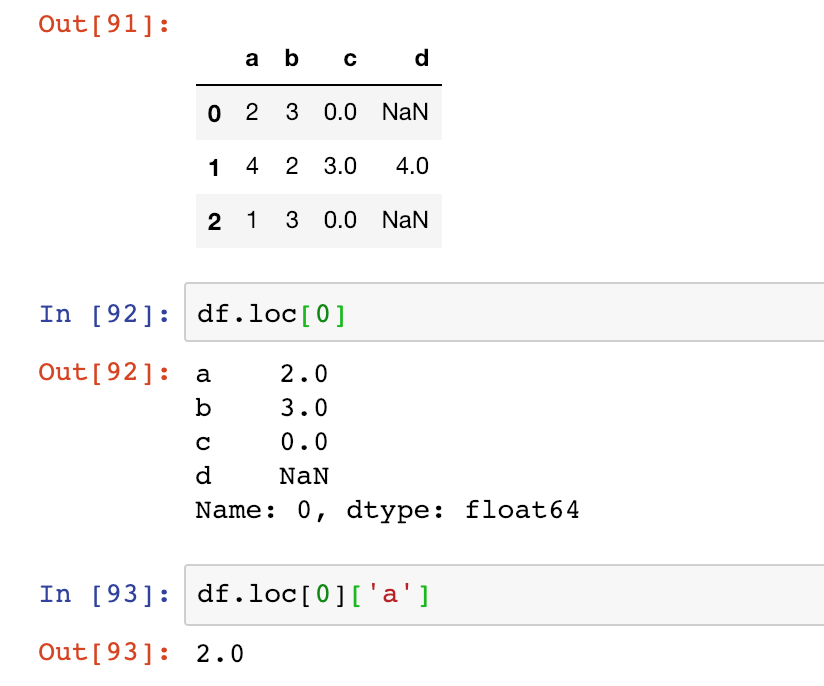 Out[91]:
a b c d
0 2 3 0.0 NaN
1 4 2 3.0 4.0
2 1 3 0.0 NaN
In [92]: df.loc[0]
Out[92]: a 2.0
b 3.0
c 0.0
d NaN
Name: 0, dtype: float64
In [93]: df.loc[0]['a']
Out[93]: 2.0